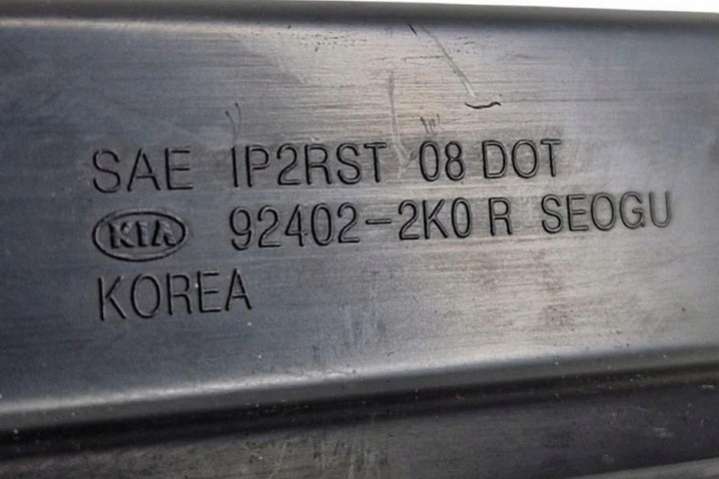 SAE IP2RST 08 DOT
KIA 92402-2K0 R SEOGU
KOREA